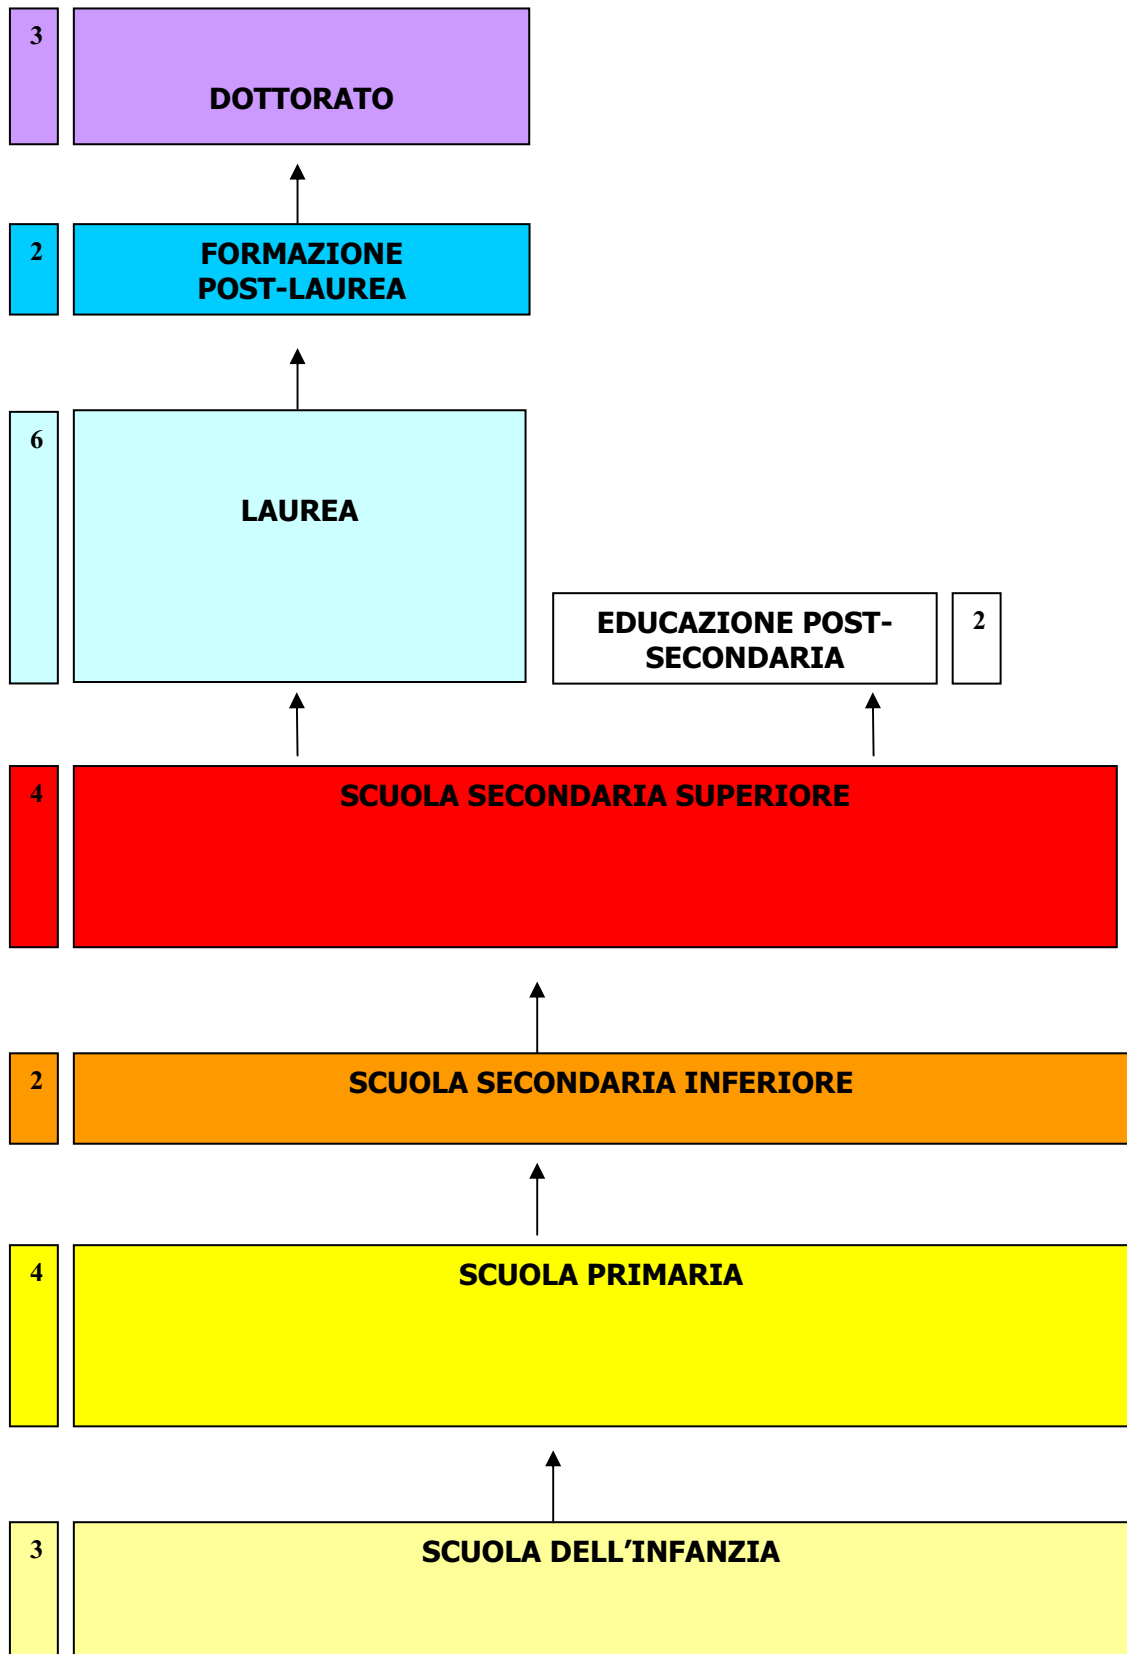 3
DOTTORATO
2
FORMAZIONE
POST-LAUREA
6
LAUREA
EDUCAZIONE POST-
SECONDARIA
2
4
SCUOLA SECONDARIA SUPERIORE
2
SCUOLA SECONDARIA INFERIORE
4
SCUOLA PRIMARIA
3
SCUOLA DELL’INFANZIA